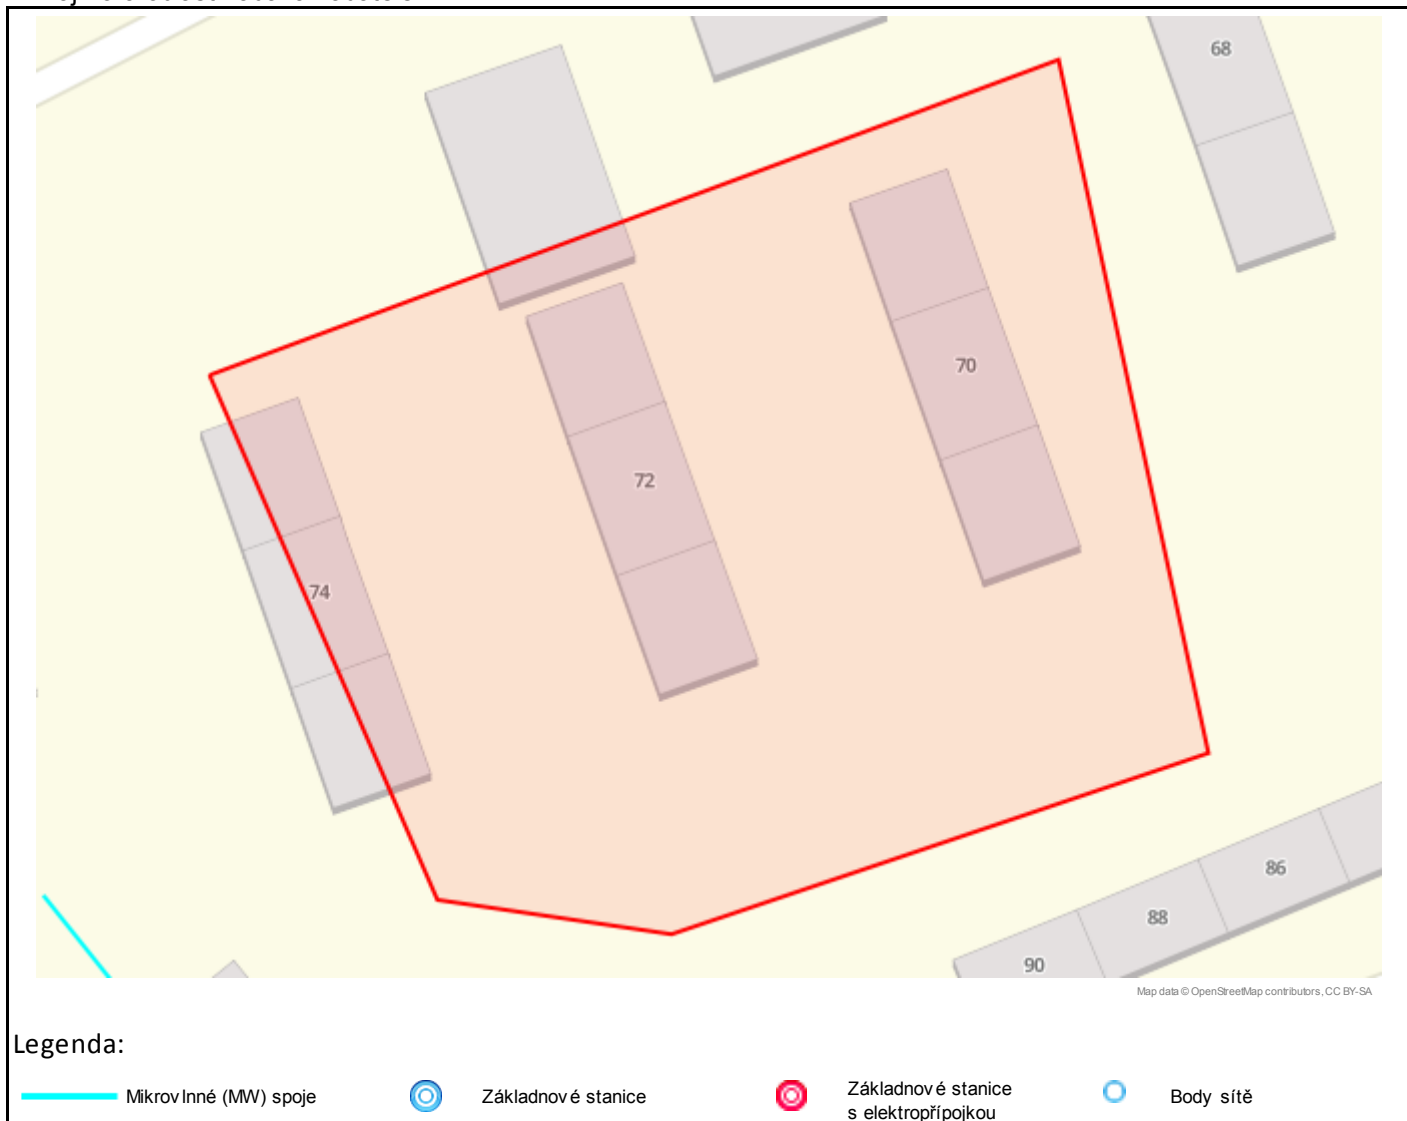 68
70
72
74
86
88
90
Map data © OpenStreetMap contributors, CC BY-SA
Legenda:
Mikrovlnné (MW) spoje
Základnové stanice
Základnové stanice
s elektropřípojkou
Body sítě